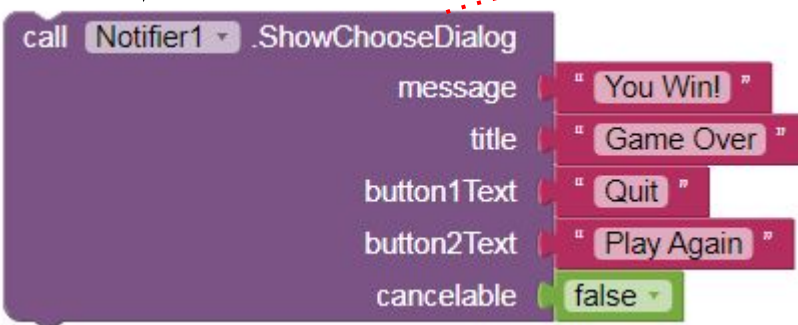 call Notifier1 .ShowChooseDialog
message " You Win! "
title " Game Over "
button1Text " Quit "
button2Text " Play Again "
cancelable false